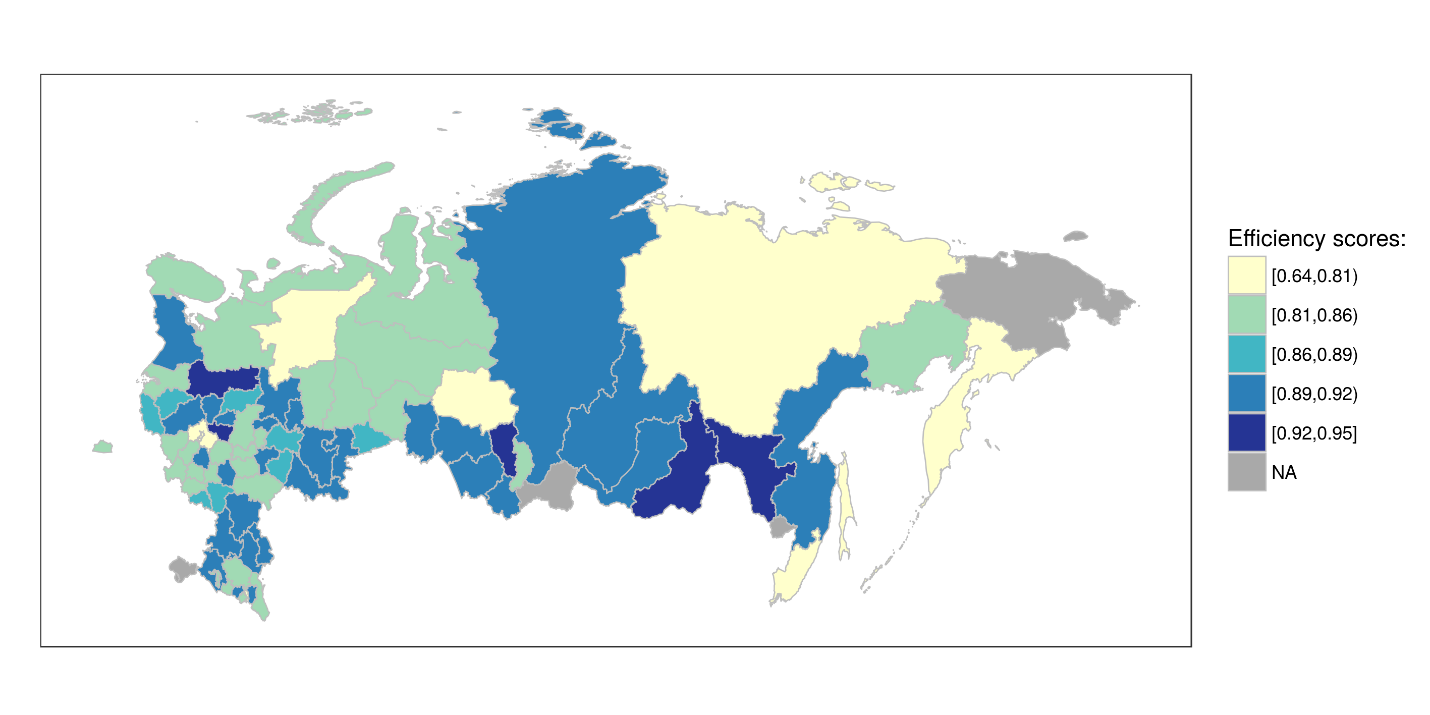 Efficiency scores:
[0.64,0.81)
[0.81,0.86)
[0.86,0.89)
[0.89,0.92)
[0.92,0.95]
NA